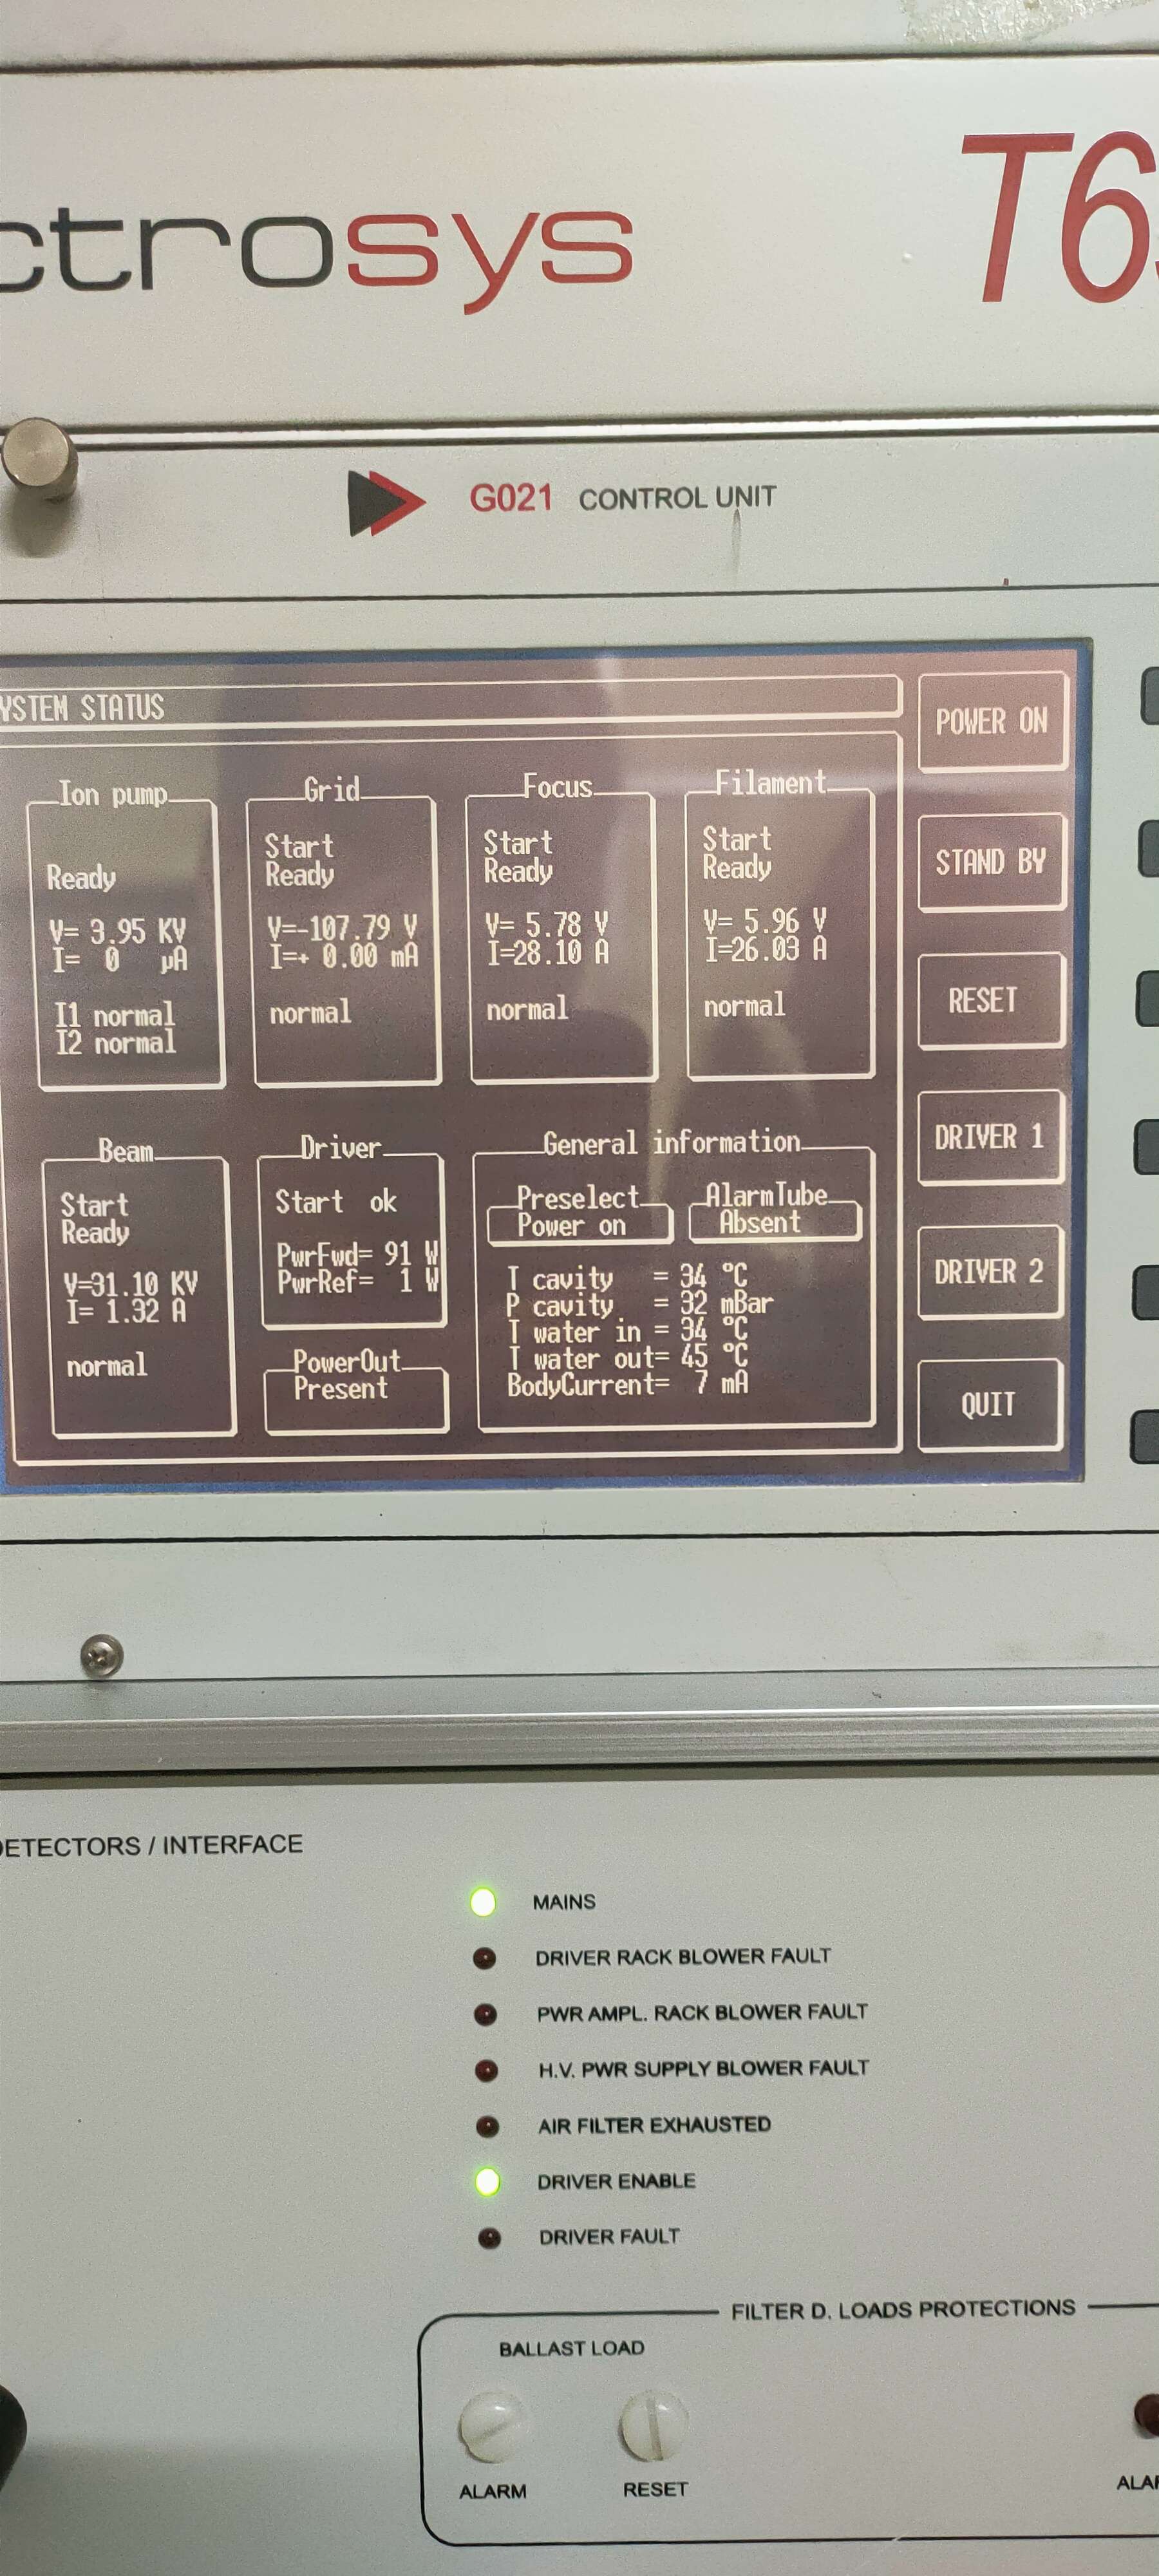 ctrosys
T6
G021 CONTROL UNIT
YSTEM STATUS
POWER ON
STAND BY
RESET
DRIVER 1
DRIVER 2
QUIT
Ion pump
Ready
V= 3.95 KV
I= 0 µA
I1 normal
I2 normal
Grid
Start
Ready
V=-107.79 V
I=+ 0.00 mA
normal
Focus
Start
Ready
V= 5.78 V
I=28.10 A
normal
Filament
Start
Ready
V= 5.96 V
I=26.03 A
normal
Beam
Start
Ready
V=31.10 KV
I= 1.32 A
normal
Driver
Start ok
PwrFwd= 91 W
PwrRef= 1 W
PowerOut
Present
General information
Preselect
Power on
AlarmTube
Absent
T cavity = 34 °C
P cavity = 32 mBar
T water in = 34 °C
T water out= 45 °C
BodyCurrent= 7 mA
DETECTORS / INTERFACE
MAINS
DRIVER RACK BLOWER FAULT
PWR AMPL. RACK BLOWER FAULT
H.V. PWR SUPPLY BLOWER FAULT
AIR FILTER EXHAUSTED
DRIVER ENABLE
DRIVER FAULT
FILTER D. LOADS PROTECTIONS
BALLAST LOAD
ALARM
RESET
ALAR